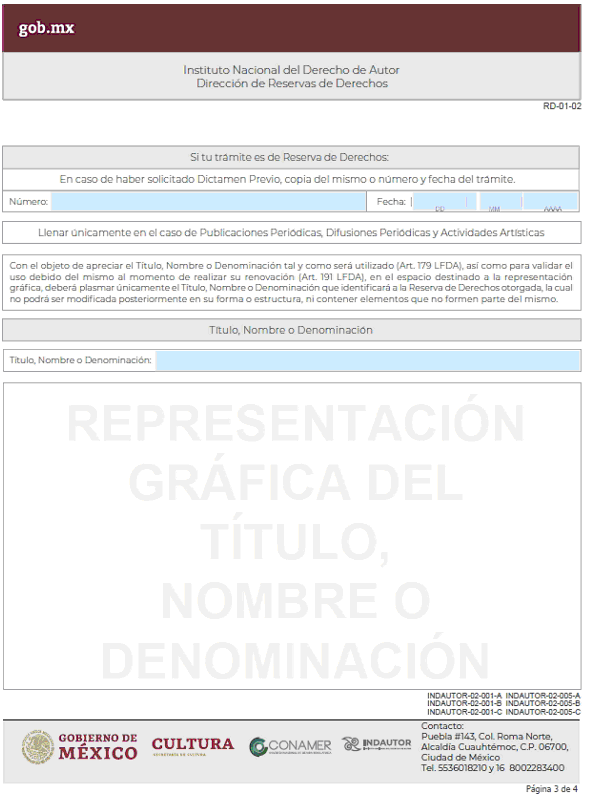 gob.mx
Instituto Nacional del Derecho de Autor
Dirección de Reservas de Derechos
RD-01-02
Si tu trámite es de Reserva de Derechos:
En caso de haber solicitado Dictamen Previo, copia del mismo o número y fecha del trámite.
Número: Fecha: DD MM AAAA
Llenar únicamente en el caso de Publicaciones Periódicas, Difusiones Periódicas y Actividades Artísticas
Con el objeto de apreciar el Título, Nombre o Denominación tal y como será utilizado (Art. 179 LFDA), así como para validar el
uso debido del mismo al momento de realizar su renovación (Art. 191 LFDA), en el espacio destinado a la representación
gráfica, deberá plasmar únicamente el Título, Nombre o Denominación que identificará a la Reserva de Derechos otorgada, la cual
no podrá ser modificada posteriormente en su forma o estructura, ni contener elementos que no formen parte del mismo.
Título, Nombre o Denominación
Título, Nombre o Denominación:
REPRESENTACIÓN
GRÁFICA DEL
TÍTULO,
NOMBRE O
DENOMINACIÓN
INDAUTOR-02-001-A INDAUTOR-02-005-A
INDAUTOR-02-001-B INDAUTOR-02-005-B
INDAUTOR-02-001-C INDAUTOR-02-005-C
GOBIERNO DE
MÉXICO
CULTURA
SECRETARÍA DE CULTURA
CONAMER
INDAUTOR
Contacto:
Puebla #143, Col. Roma Norte,
Alcaldía Cuauhtémoc, C.P. 06700,
Ciudad de México
Tel. 5536018210 y 16 8002283400
Página 3 de 4